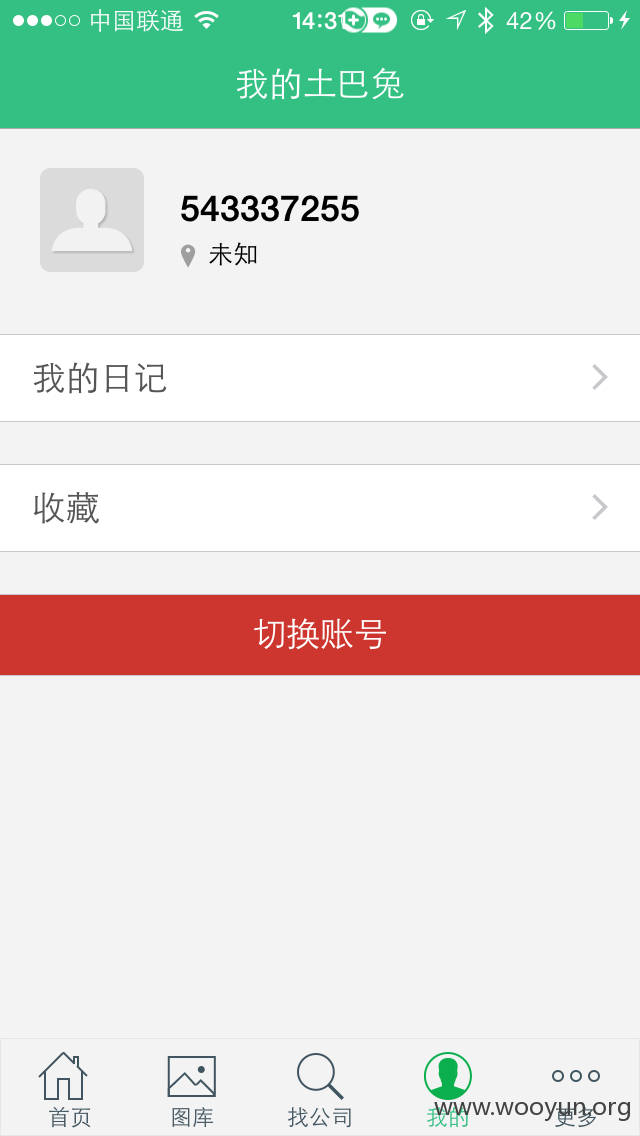 中国联通 14:31 42%
我的土巴兔
543337255
未知
我的日记
收藏
切换账号
首页 图库 找公司 我的 更多
www.wooyun.org